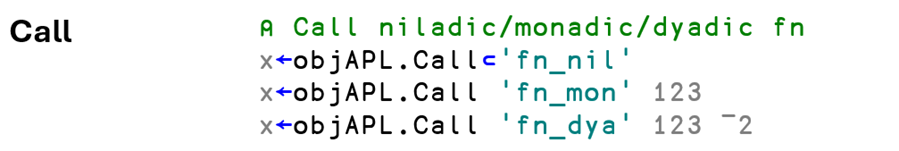 Call
⍝ Call niladic/monadic/dyadic fn
x←objAPL.Call⊂'fn_nil'
x←objAPL.Call 'fn_mon' 123
x←objAPL.Call 'fn_dya' 123 ¯2